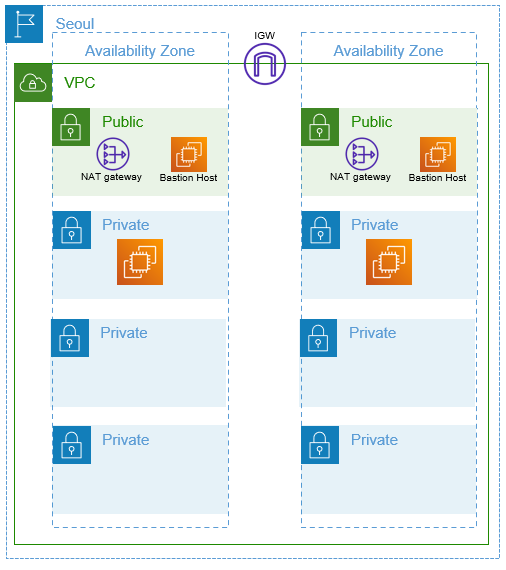 Seoul
IGW
Availability Zone
Availability Zone
VPC
Public
Public
NAT gateway
Bastion Host
NAT gateway
Bastion Host
Private
Private
Private
Private
Private
Private